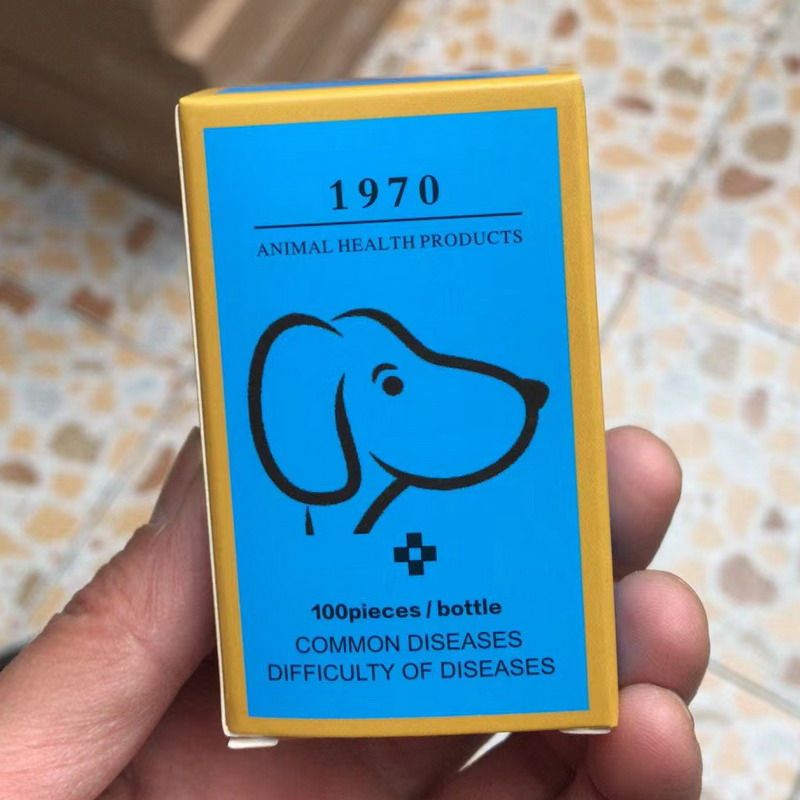 1970
ANIMAL HEALTH PRODUCTS
100pieces / bottle
COMMON DISEASES
DIFFICULTY OF DISEASES